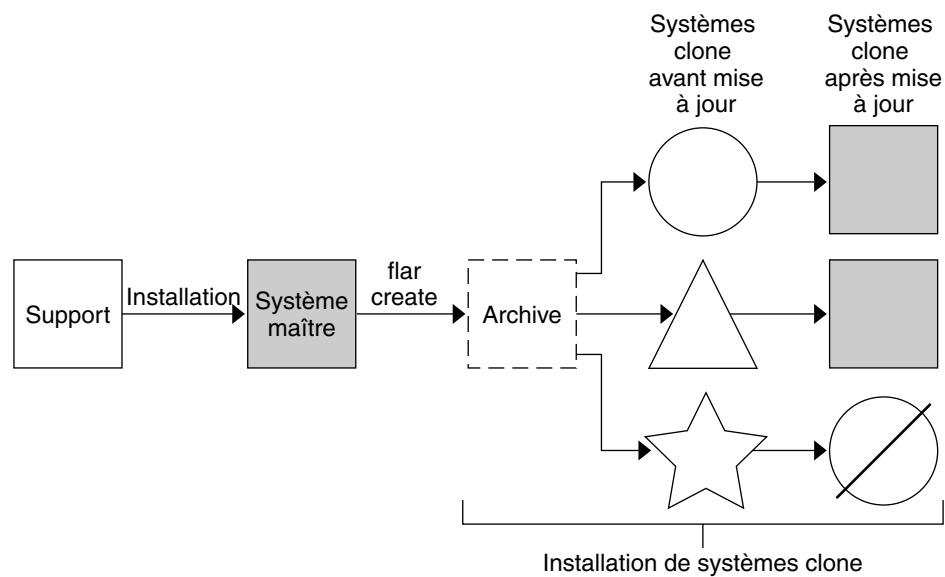 Systèmes
clone
avant mise
à jour
Systèmes
clone
après mise
à jour
Support
Installation
Système
maître
flar
create
Archive
Installation de systèmes clone